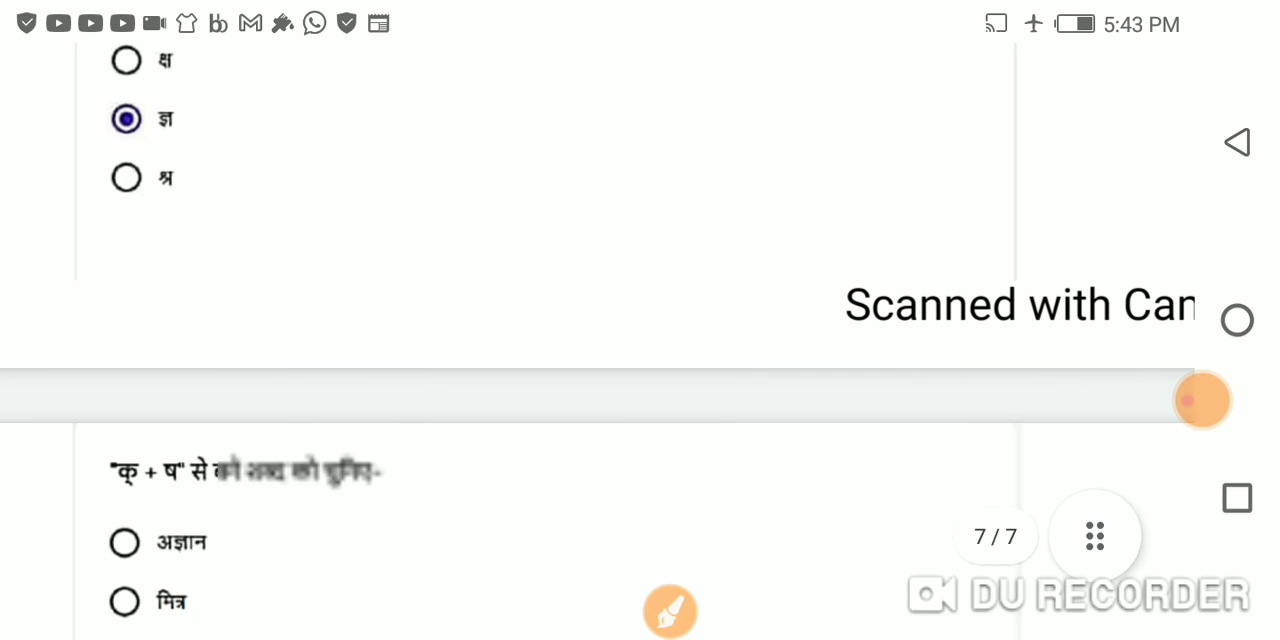 5:43 PM
क्ष
ज्ञ
श्र
Scanned with Can
"क् + ष" से
अज्ञान
7 / 7
मित्र
DU RECORDER